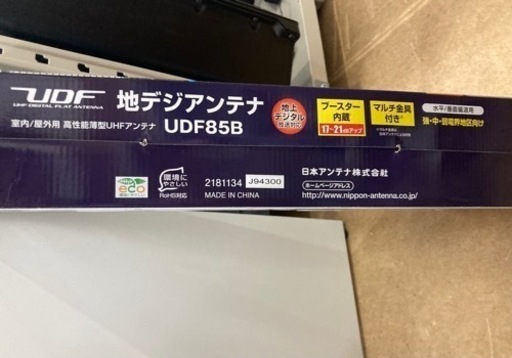 UDF
UHF DIGITAL FLAT ANTENNA
地デジアンテナ
室内/屋外用 高性能薄型UHFアンテナ UDF85B
地上
デジタル
放送対応
ブースター
内蔵
17~21dBアップ
マルチ金具
付き
水平/垂直偏波用
強・中・弱電界地区向け
eco
環境に
やさしい
RoHS対応
2181134 J94300
MADE IN CHINA
日本アンテナ株式会社
ホームページアドレス
http://www.nippon-antenna.co.jp/